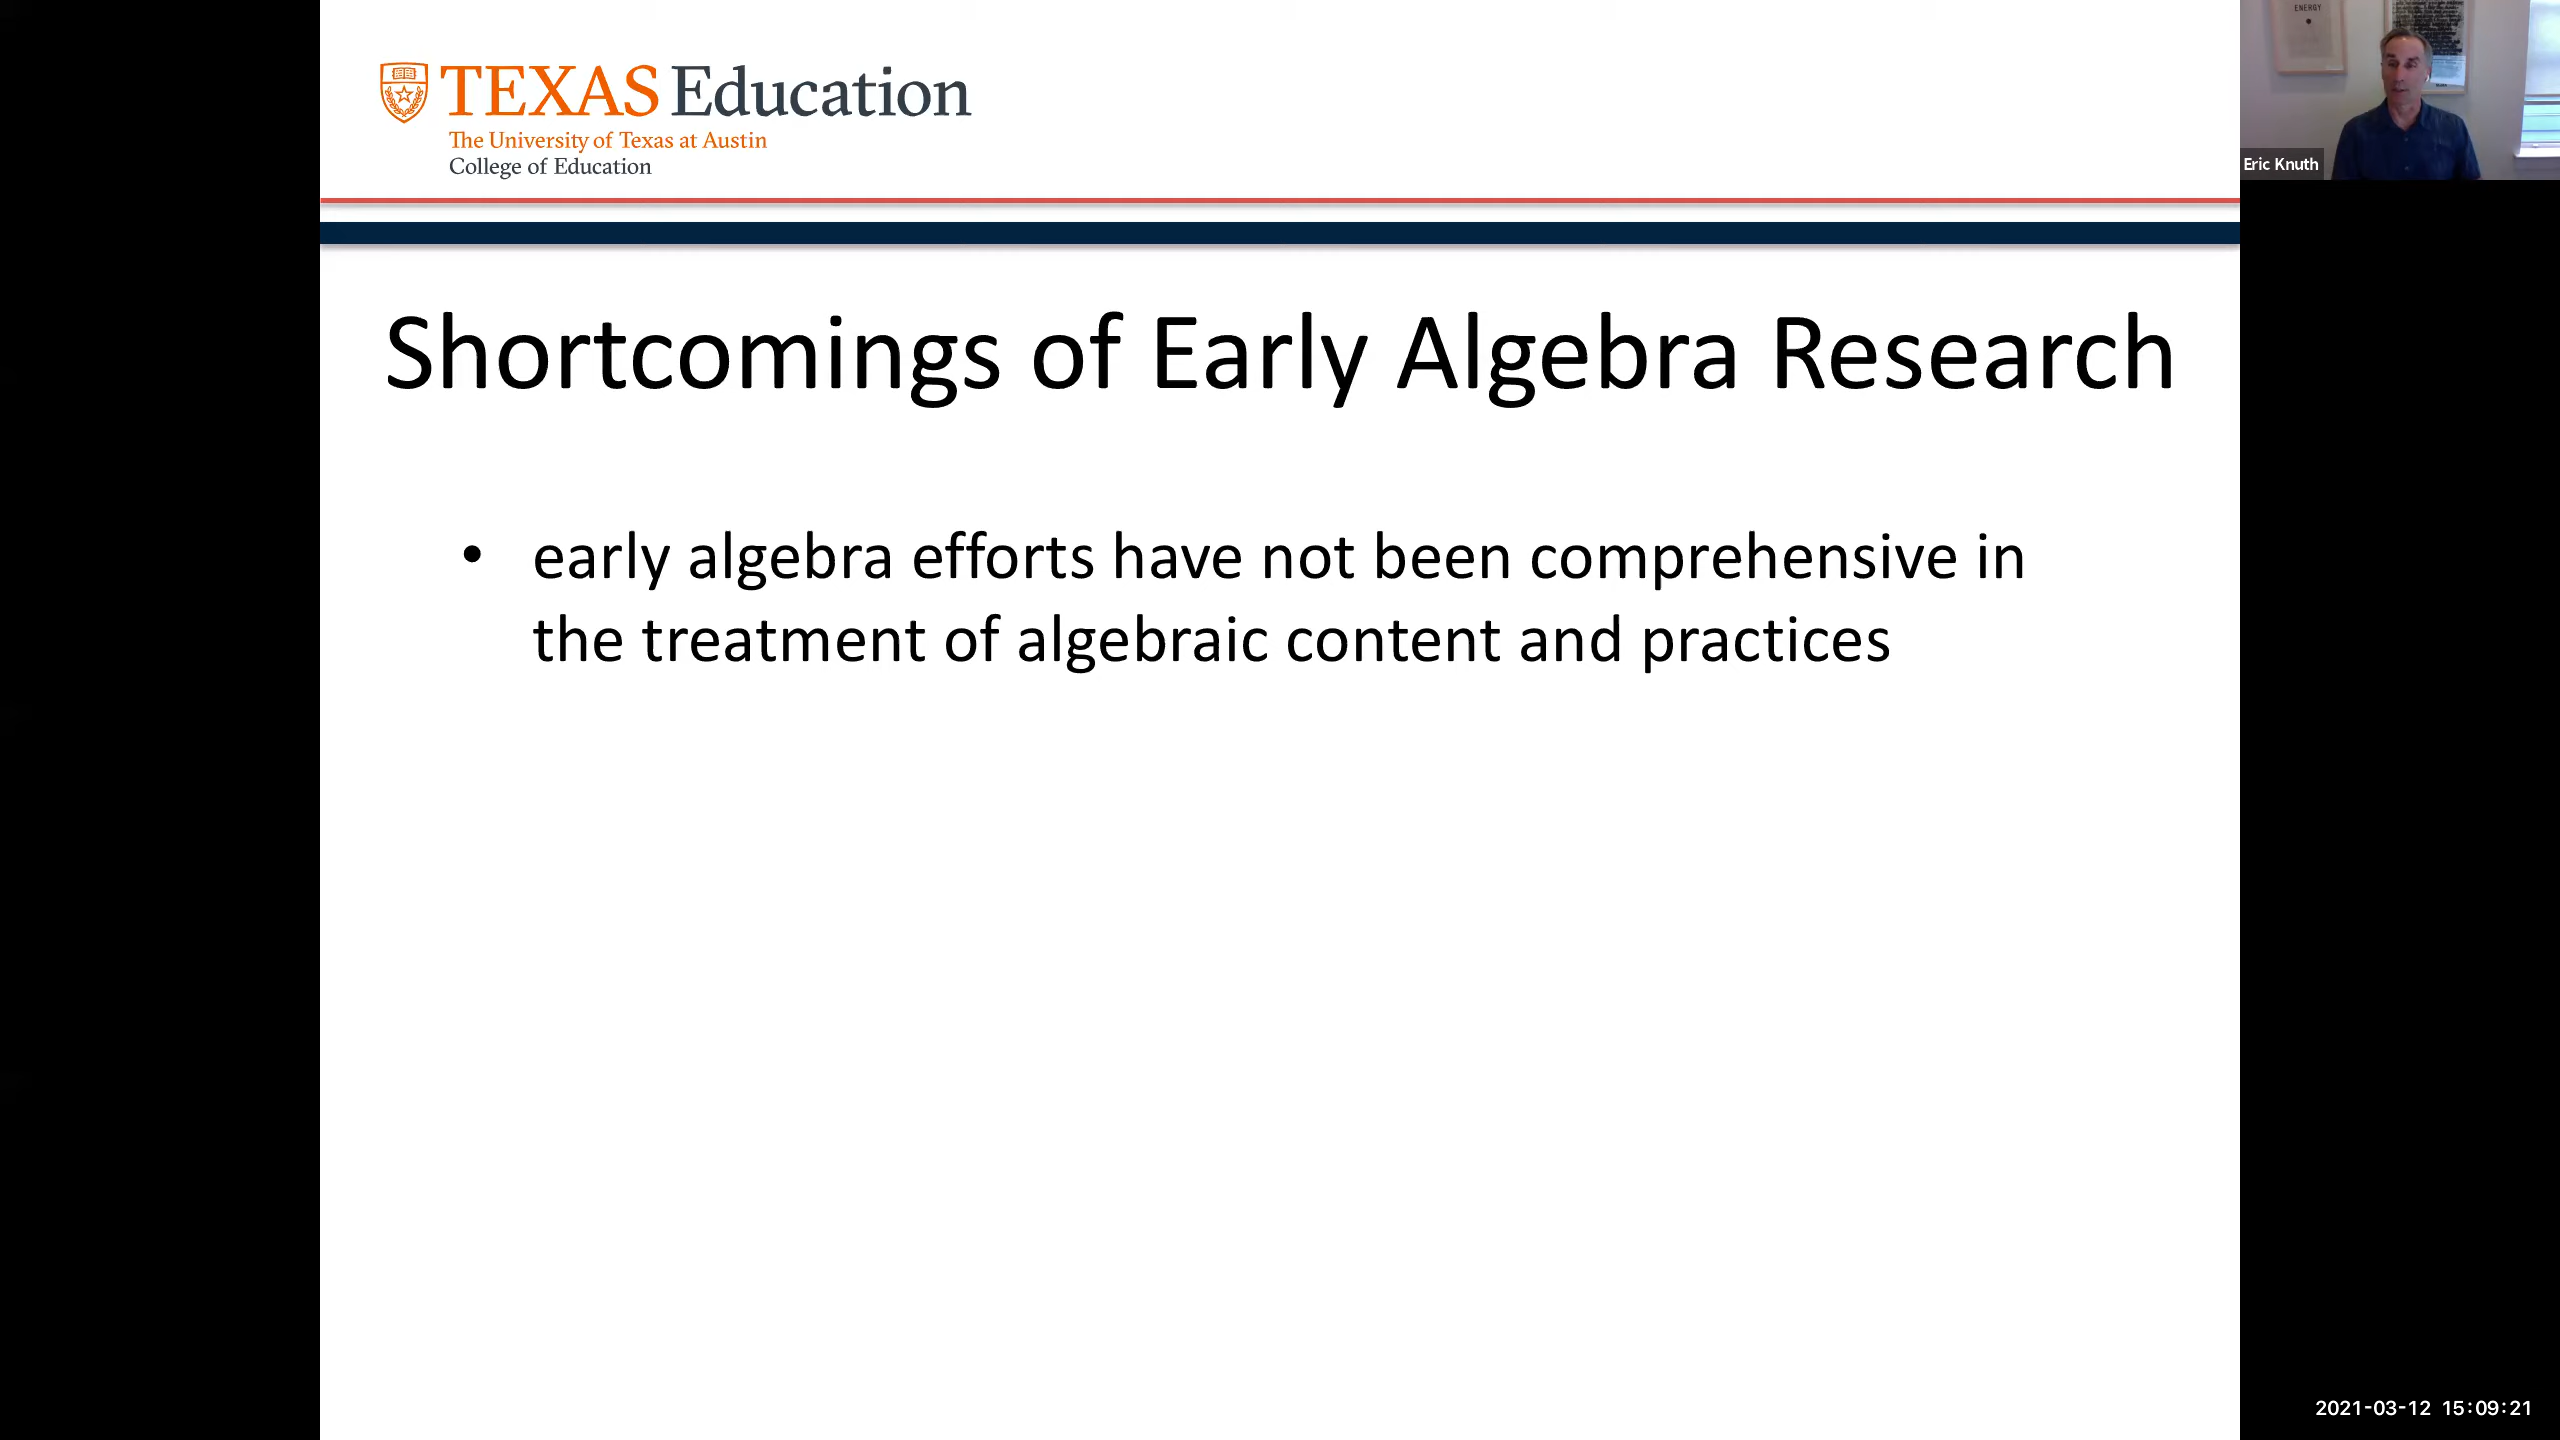 TEXAS Education
The University of Texas at Austin
College of Education
ENERGY
Eric Knuth
Shortcomings of Early Algebra Research
• early algebra efforts have not been comprehensive in
the treatment of algebraic content and practices
2021-03-12 15:09:21